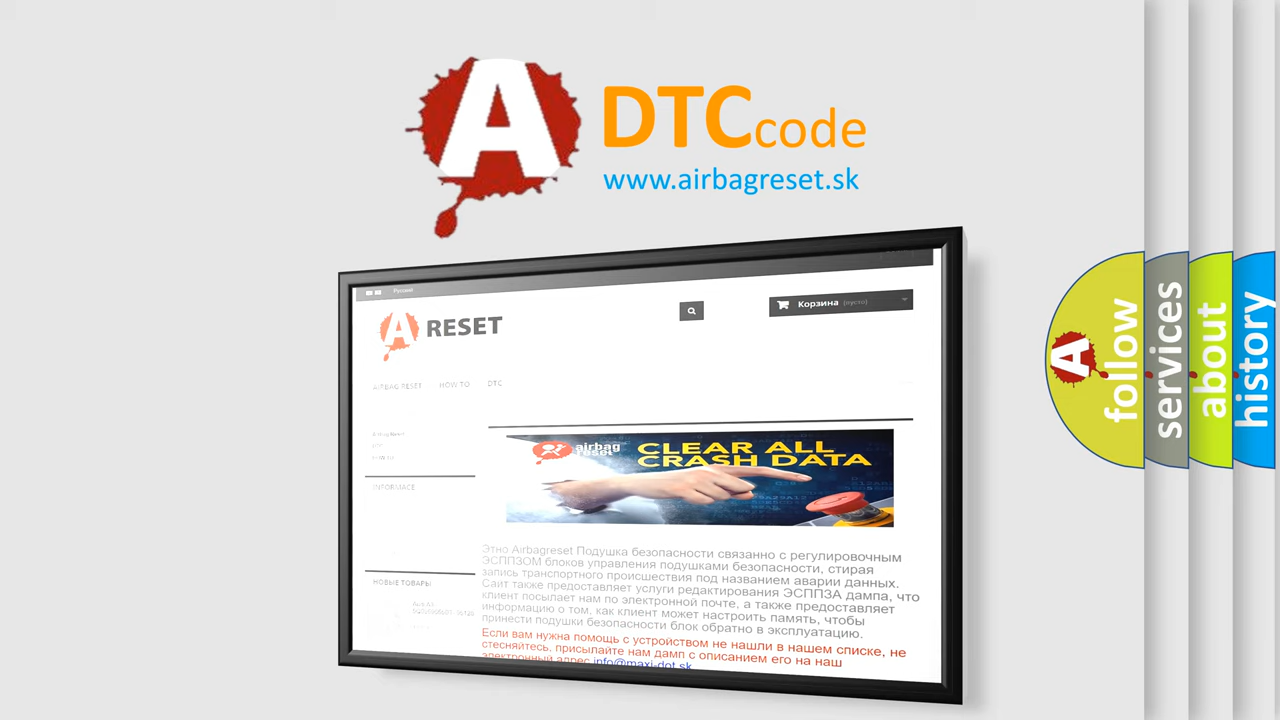 A DTCcode
www.airbagreset.sk
Русский
A RESET
Корзина (пусто)
AIRBAG RESET HOW TO DTC
Airbag Reset
HOW TO
INFORMACE
airbag
reset
CLEAR ALL
CRASH DATA
Этно Airbagreset Подушка безопасности связанно с регулировочным
ЭСППЗОМ блоков управления подушками безопасности, стирая
запись транспортного происшествия под названием аварии данных.
Сайт также предоставляет услуги редактирования ЭСППЗА дампа, что
клиент посылает нам по электронной почте, а также предоставляет
информацию о том, как клиент может настроить память, чтобы
принести подушки безопасности блок обратно в эксплуатацию.
Если вам нужна помощь с устройством не нашли в нашем списке, не
стесняйтесь, присылайте нам дамп с описанием его на наш
электронный адрес info@maxi-dot.sk
НОВЫЕ ТОВАРЫ
A
follow
services
about
history